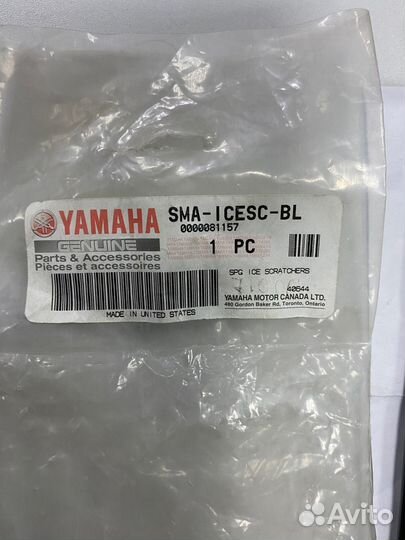 YAMAHA
GENUINE
Parts & Accessories
Pièces et accessoires
SMA-ICESC-BL
0000081157
1 PC
SPG ICE SCRATCHERS
40644
YAMAHA MOTOR CANADA LTD.
480 Gordon Baker Rd, Toronto, Ontario
MADE IN UNITED STATES
Avito